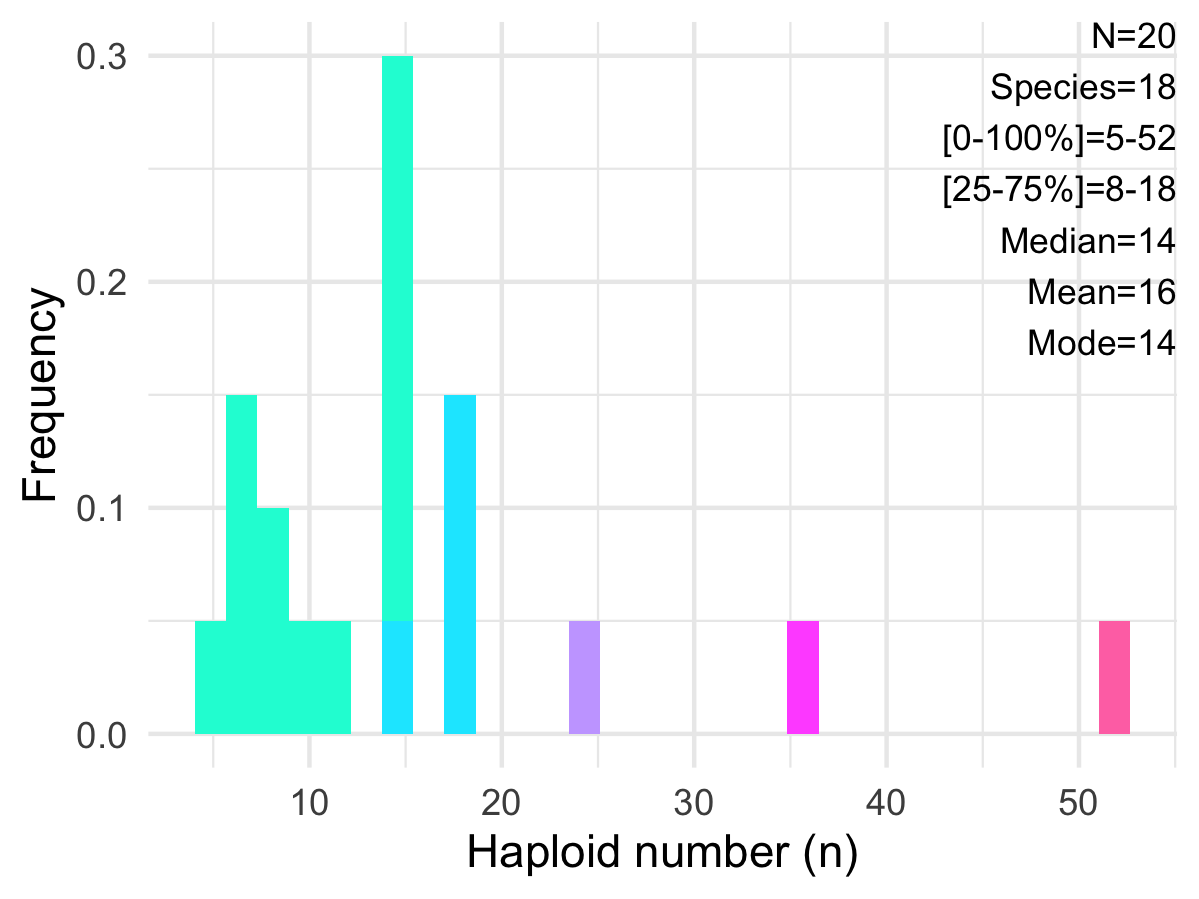 N=20
Species=18
[0-100%]=5-52
[25-75%]=8-18
Median=14
Mean=16
Mode=14
0.3
0.2
0.1
0.0
Frequency
10 20 30 40 50
Haploid number (n)